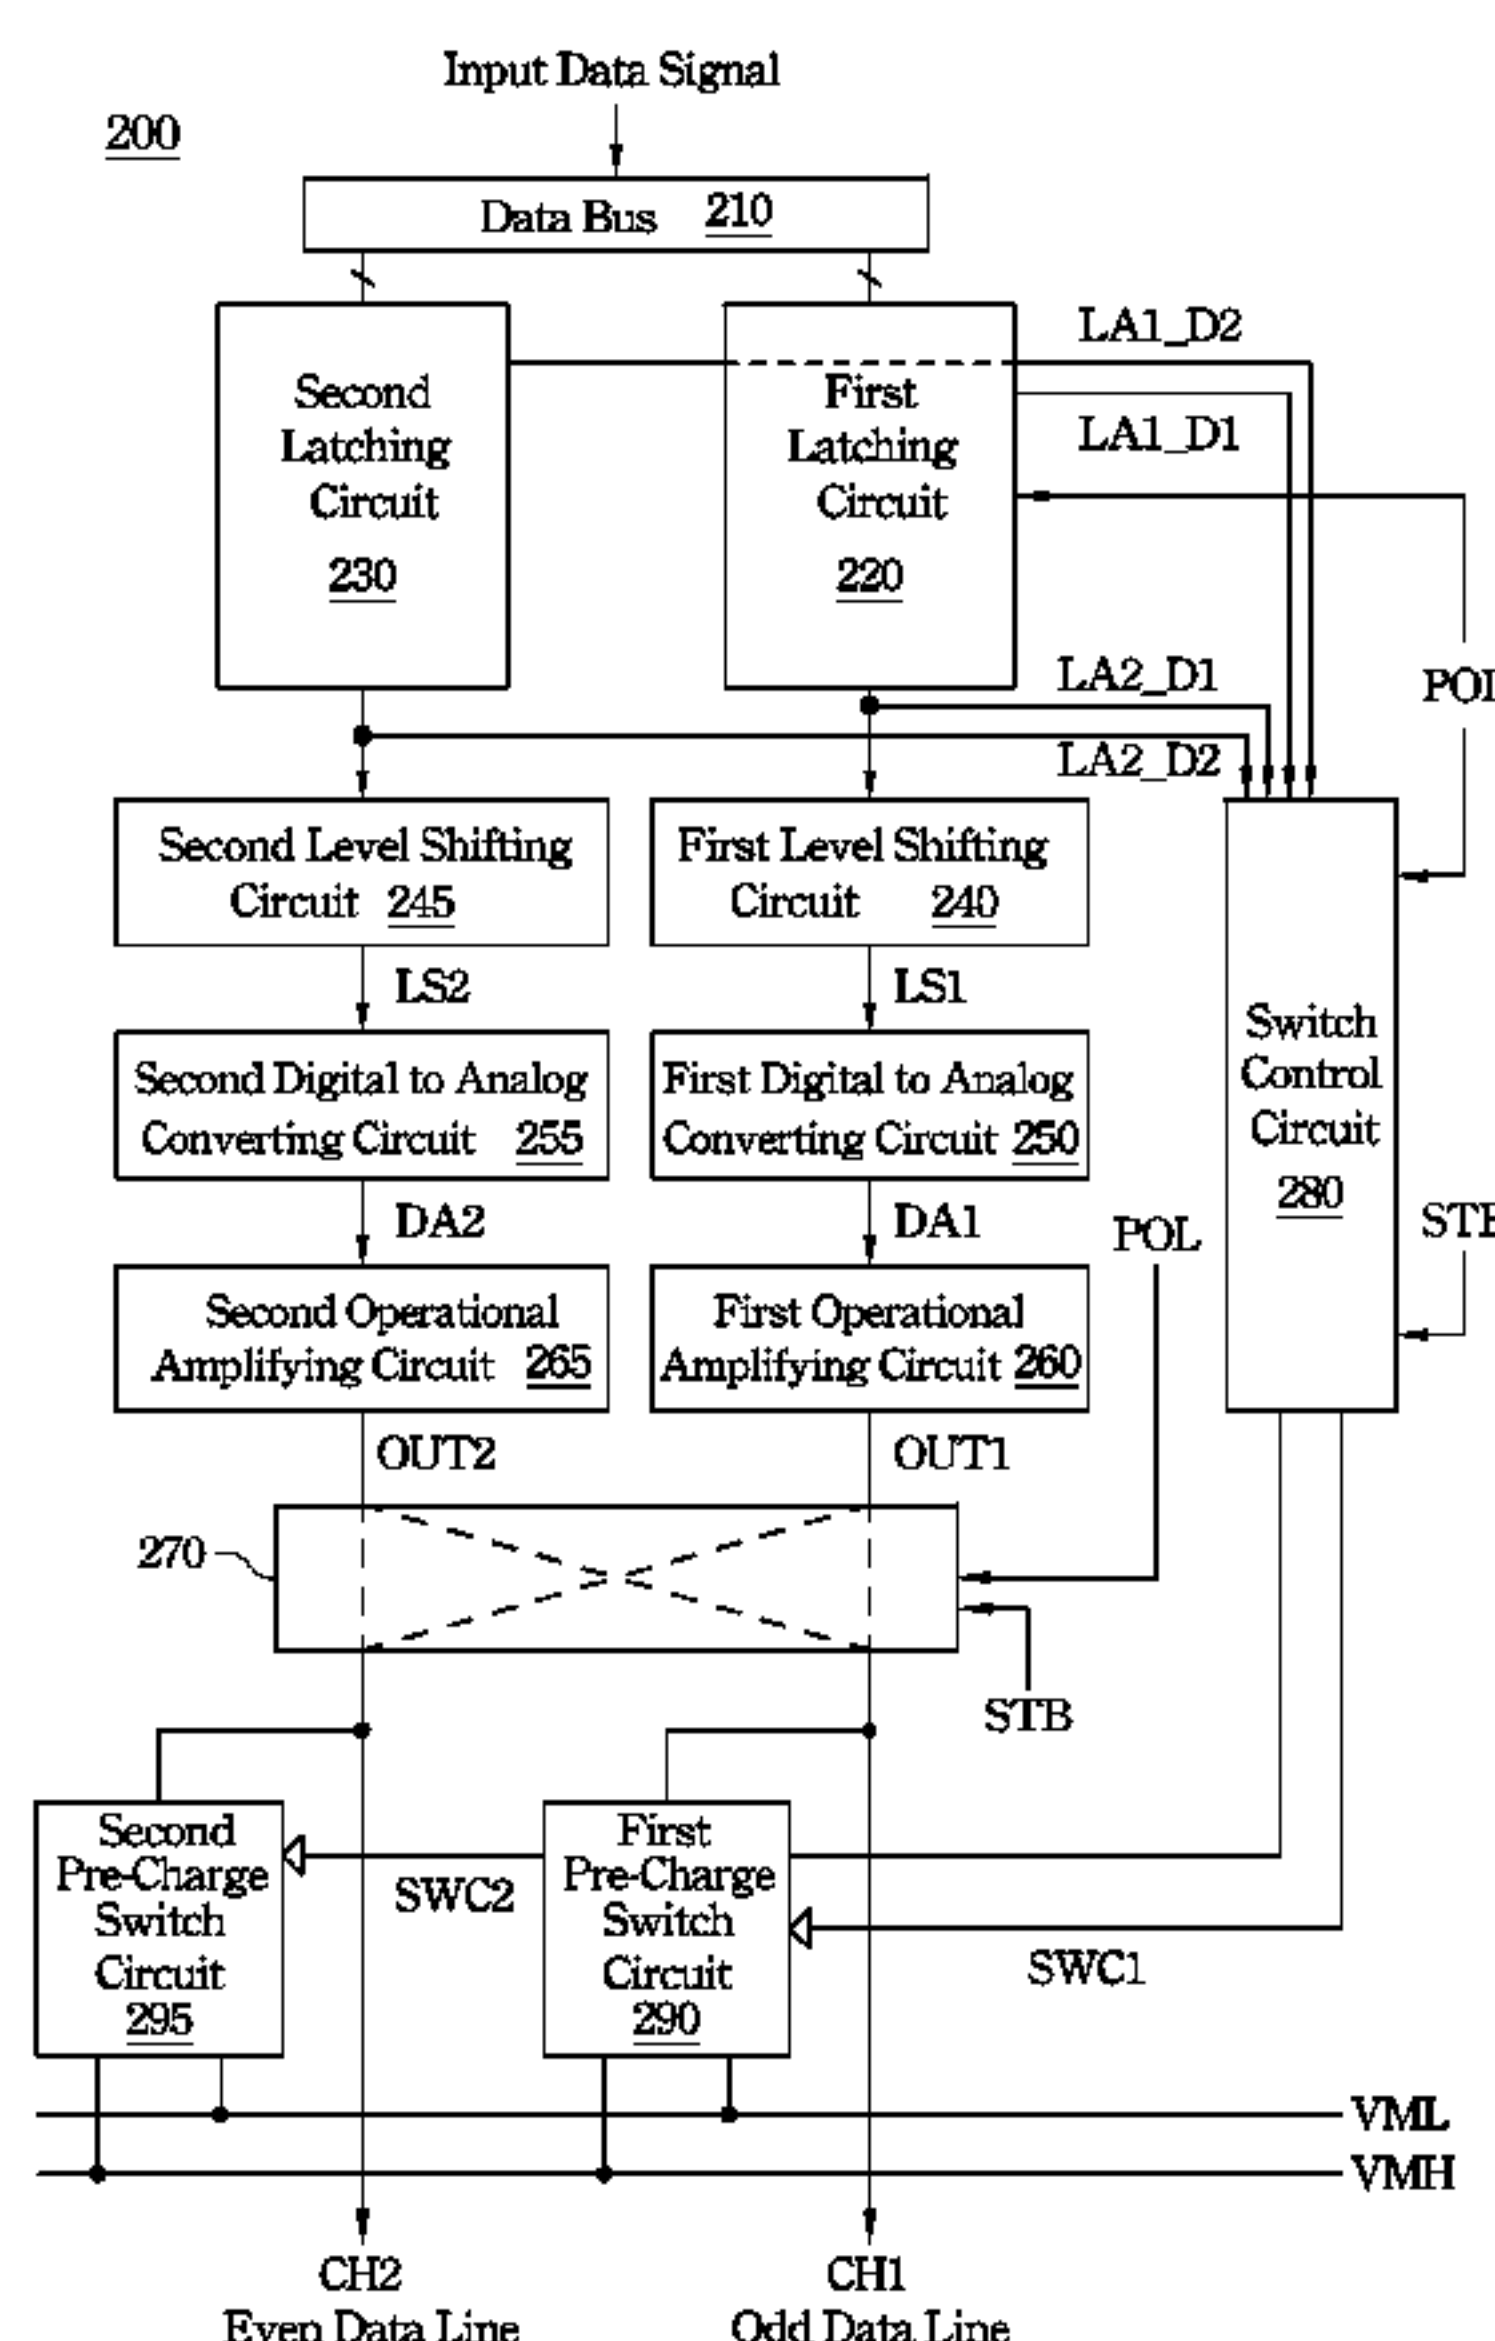 Input Data Signal
200
Data Bus 210
Second
Latching
Circuit
230
First
Latching
Circuit
220
LA1_D2
LA1_D1
LA2_D1
LA2_D2
Second Level Shifting
Circuit 245
First Level Shifting
Circuit 240
LS2
LS1
Second Digital to Analog
Converting Circuit 255
First Digital to Analog
Converting Circuit 250
Switch
Control
Circuit
280
DA2
DA1
POL
Second Operational
Amplifying Circuit 265
First Operational
Amplifying Circuit 260
OUT2
OUT1
270
STB
Second
Pre-Charge
Switch
Circuit
295
First
Pre-Charge
Switch
Circuit
290
SWC2
SWC1
VML
VMH
CH2
Even Data Line
CH1
Odd Data Line